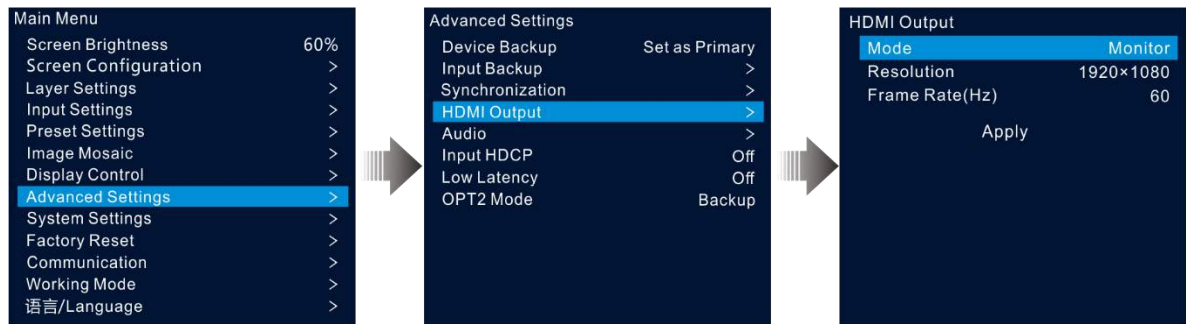 Main Menu
Screen Brightness 60%
Screen Configuration >
Layer Settings >
Input Settings >
Preset Settings >
Image Mosaic >
Display Control >
Advanced Settings >
System Settings >
Factory Reset >
Communication >
Working Mode >
语言/Language >
Advanced Settings
Device Backup Set as Primary
Input Backup >
Synchronization >
HDMI Output >
Audio >
Input HDCP Off
Low Latency Off
OPT2 Mode Backup
HDMI Output
Mode Monitor
Resolution 1920×1080
Frame Rate(Hz) 60
Apply